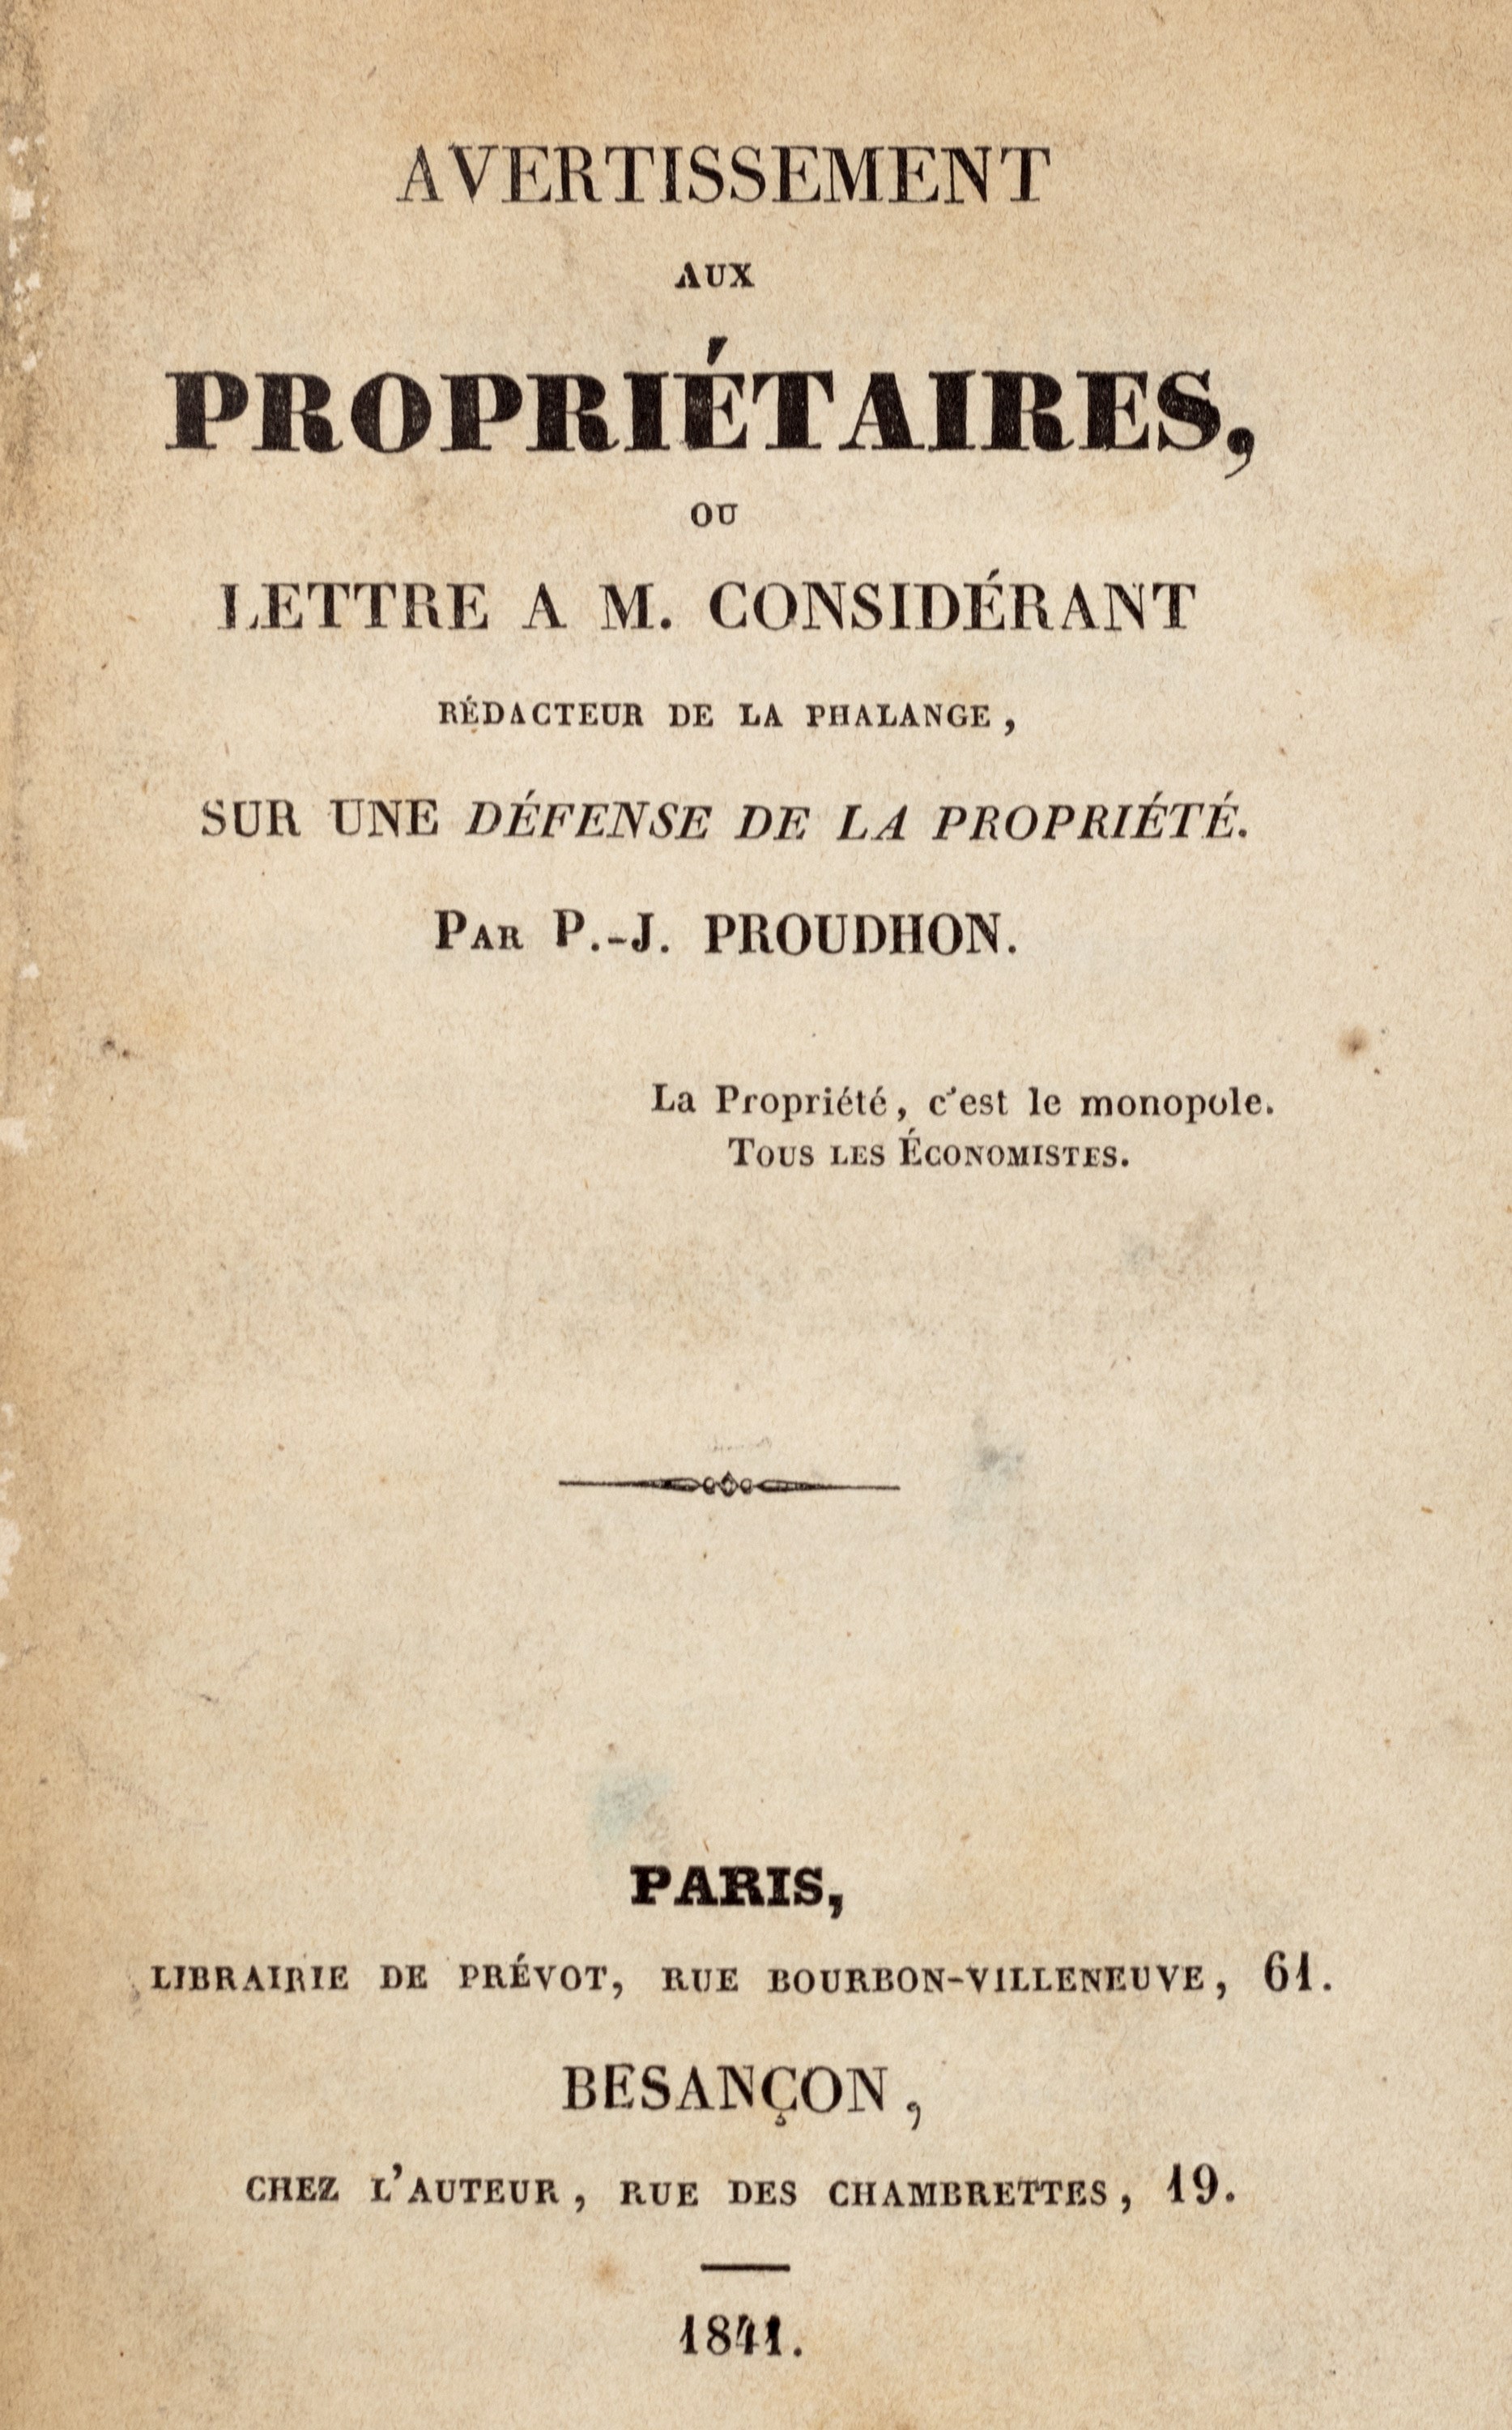 AVERTISSEMENT
AUX
PROPRIÉTAIRES,
OU
LETTRE A M. CONSIDÉRANT
RÉDACTEUR DE LA PHALANGE,
SUR UNE DÉFENSE DE LA PROPRIÉTÉ.
PAR P.-J. PROUDHON.
La Propriété, c'est le monopole.
TOUS LES ÉCONOMISTES.
PARIS,
LIBRAIRIE DE PRÉVOT, RUE BOURBON-VILLENEUVE, 61.
BESANÇON,
CHEZ L'AUTEUR, RUE DES CHAMBRETTES, 19.
1841.